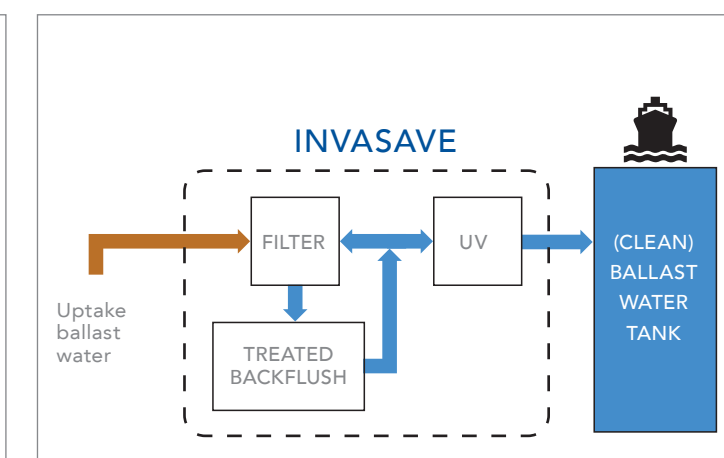 INVASAVE
FILTER
UV
Uptake
ballast
water
TREATED
BACKFLUSH
(CLEAN)
BALLAST
WATER
TANK